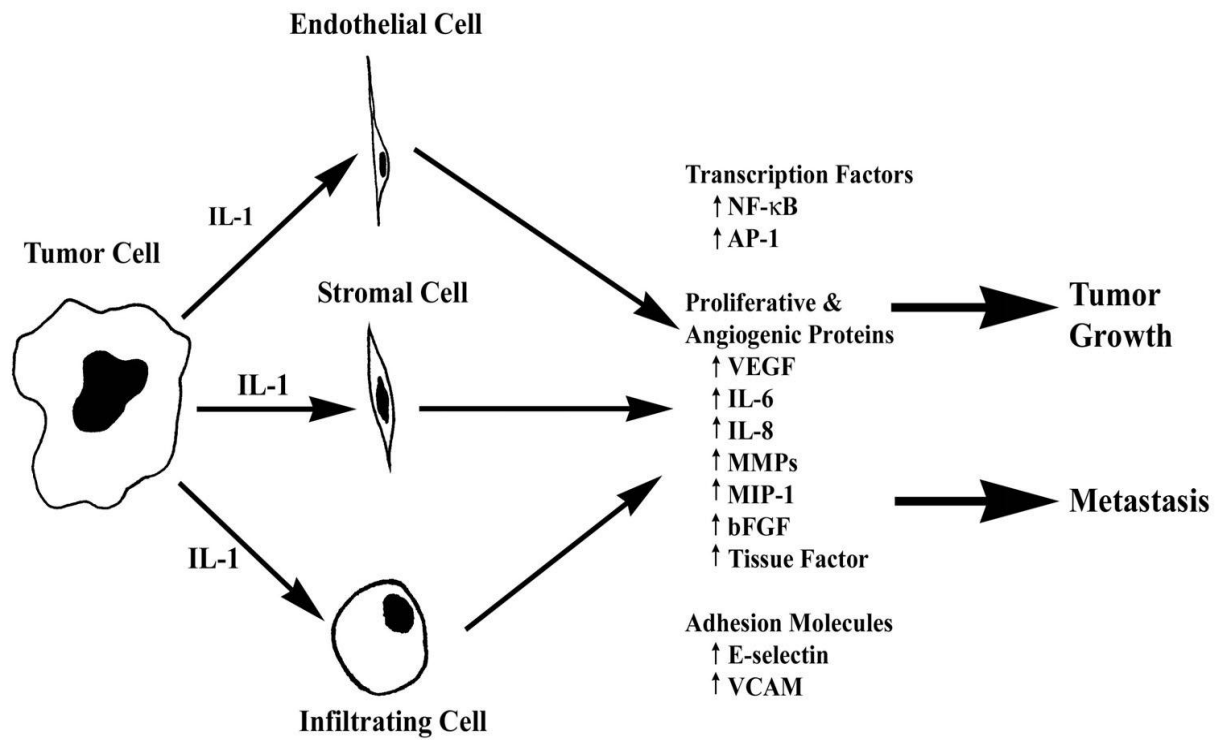 Endothelial Cell
IL-1
Tumor Cell
Stromal Cell
IL-1
IL-1
Infiltrating Cell
Transcription Factors
↑ NF-κB
↑ AP-1
Proliferative &
Angiogenic Proteins
↑ VEGF
↑ IL-6
↑ IL-8
↑ MMPs
↑ MIP-1
↑ bFGF
↑ Tissue Factor
Adhesion Molecules
↑ E-selectin
↑ VCAM
Tumor
Growth
Metastasis